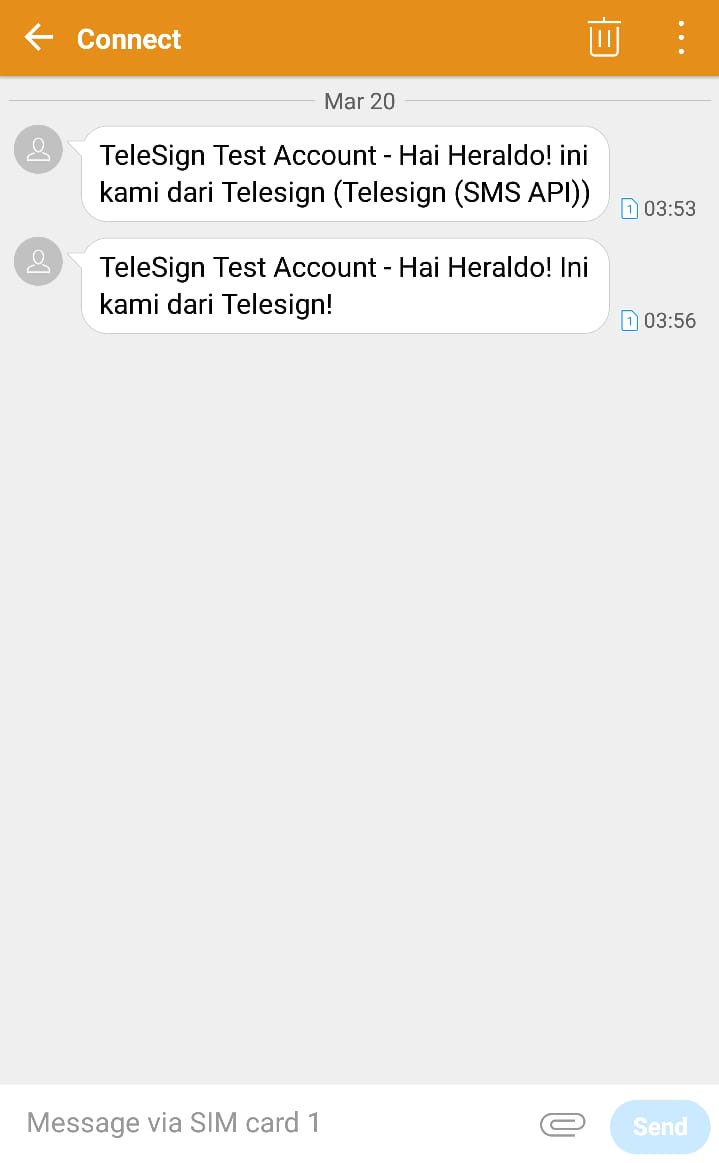 Connect
Mar 20
TeleSign Test Account - Hai Heraldo! ini
kami dari Telesign (Telesign (SMS API))
1 03:53
TeleSign Test Account - Hai Heraldo! Ini
kami dari Telesign!
1 03:56
Message via SIM card 1
Send